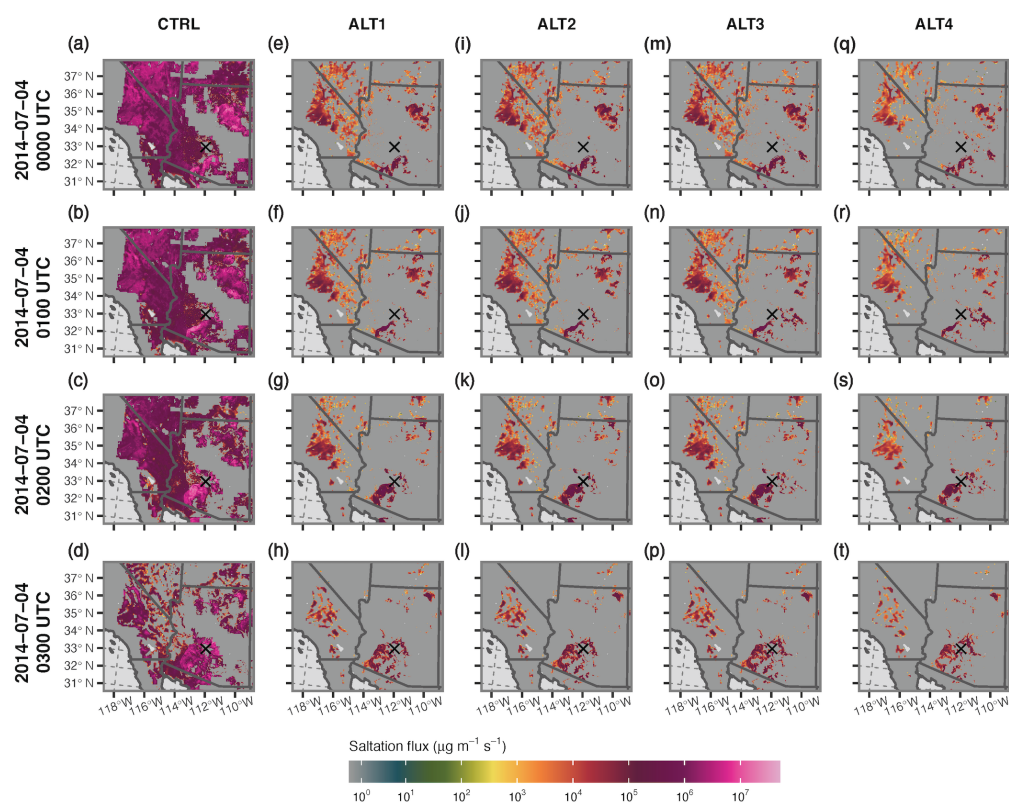 CTRL ALT1 ALT2 ALT3 ALT4
(a) (e) (i) (m) (q)
2014−07−04
0000 UTC
37° N
36° N
35° N
34° N
33° N
32° N
31° N
(b) (f) (j) (n) (r)
2014−07−04
0100 UTC
37° N
36° N
35° N
34° N
33° N
32° N
31° N
(c) (g) (k) (o) (s)
2014−07−04
0200 UTC
37° N
36° N
35° N
34° N
33° N
32° N
31° N
(d) (h) (l) (p) (t)
2014−07−04
0300 UTC
37° N
36° N
35° N
34° N
33° N
32° N
31° N
118°W 116°W 114°W 112°W 110°W 118°W 116°W 114°W 112°W 110°W 118°W 116°W 114°W 112°W 110°W 118°W 116°W 114°W 112°W 110°W 118°W 116°W 114°W 112°W 110°W
Saltation flux (μg m⁻¹ s⁻¹)
10⁰ 10¹ 10² 10³ 10⁴ 10⁵ 10⁶ 10⁷